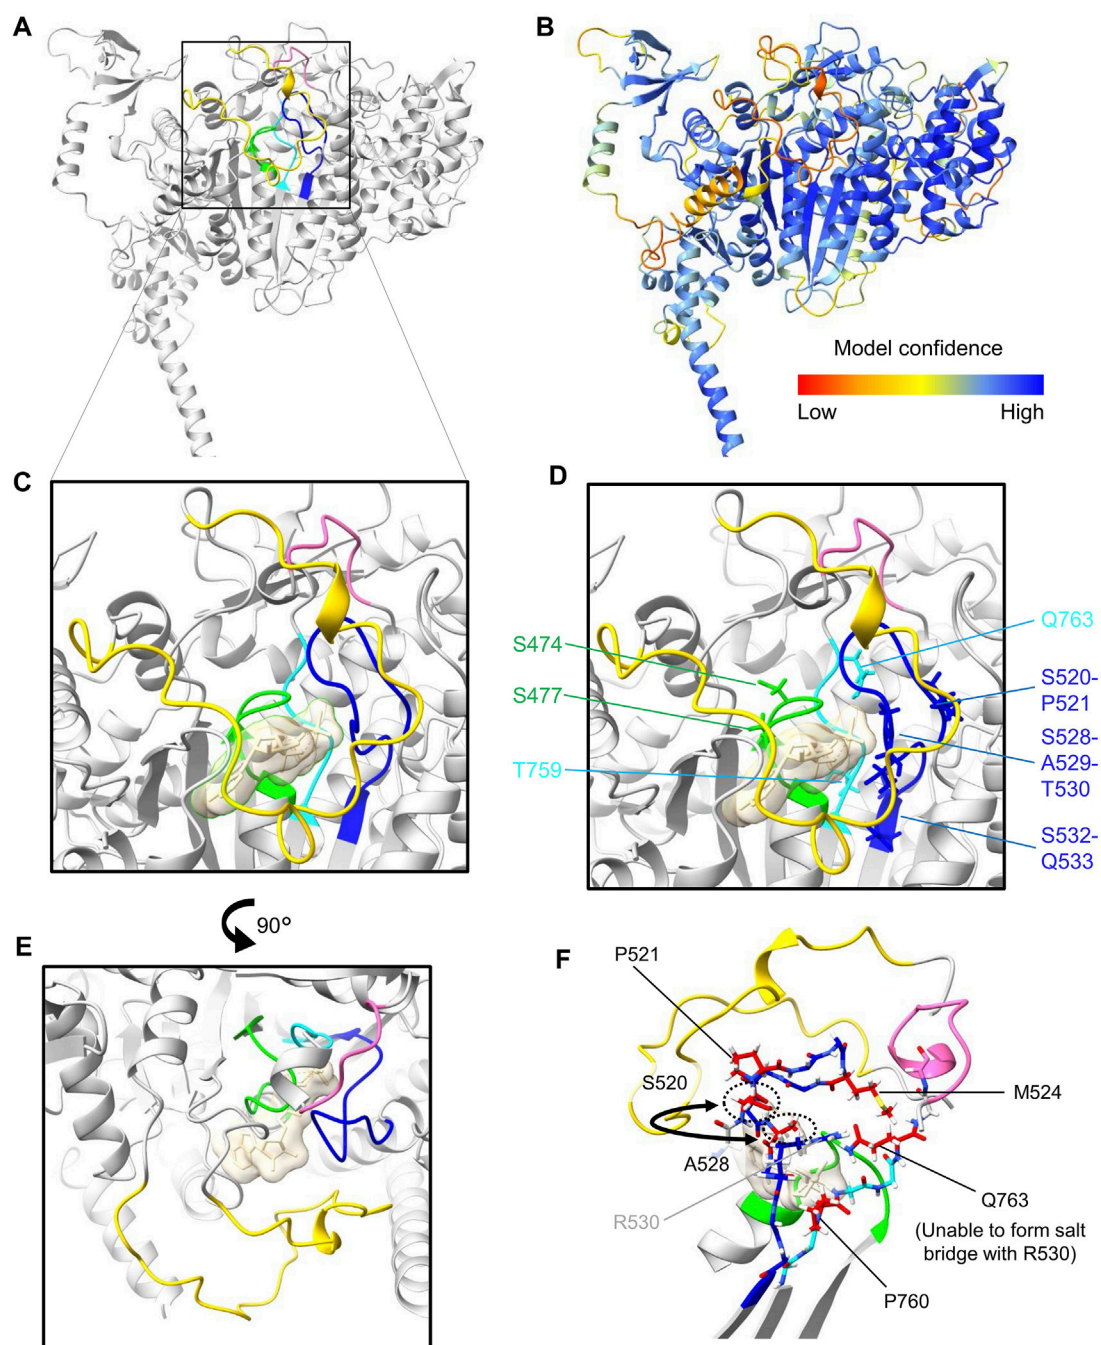 A
B
Model confidence
Low
High
C
D
S474
S477
T759
Q763
S520-
P521
S528-
A529-
T530
S532-
Q533
90°
E
F
P521
S520
M524
A528
R530
Q763
(Unable to form salt
bridge with R530)
P760